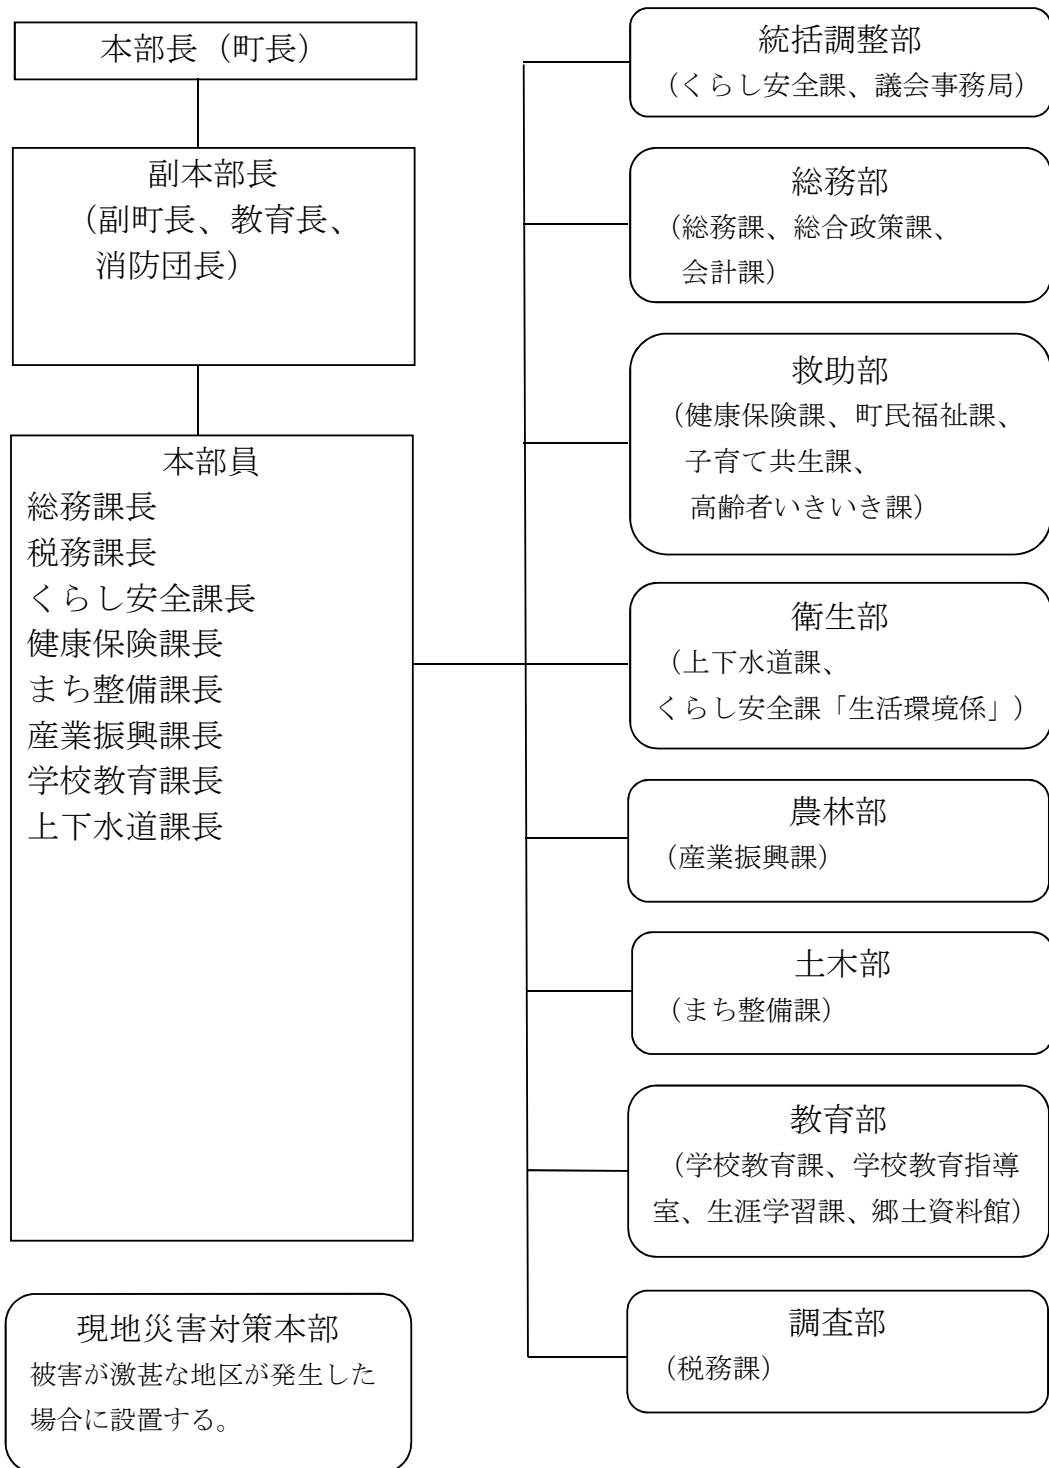 本部長（町長）
副本部長
（副町長、教育長、
消防団長）
本部員
総務課長
税務課長
くらし安全課長
健康保険課長
まち整備課長
産業振興課長
学校教育課長
上下水道課長
現地災害対策本部
被害が激甚な地区が発生した
場合に設置する。
統括調整部
（くらし安全課、議会事務局）
総務部
（総務課、総合政策課、
会計課）
救助部
（健康保険課、町民福祉課、
子育て共生課、
高齢者いきいき課）
衛生部
（上下水道課、
くらし安全課「生活環境係」）
農林部
（産業振興課）
土木部
（まち整備課）
教育部
（学校教育課、学校教育指導
室、生涯学習課、郷土資料館）
調査部
（税務課）